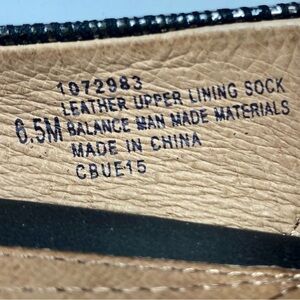 1072983
LEATHER UPPER LINING SOCK
6.5M BALANCE MAN MADE MATERIALS
MADE IN CHINA
CBUE15